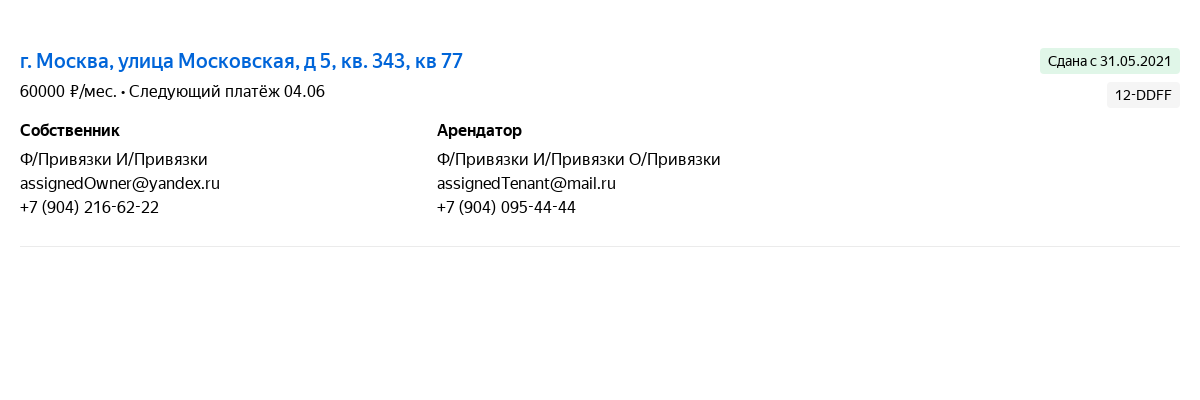 г. Москва, улица Московская, д 5, кв. 343, кв 77
Сдана с 31.05.2021
60000 ₽/мес. • Следующий платёж 04.06
12-DDFF
Собственник
Ф/Привязки И/Привязки
assignedOwner@yandex.ru
+7 (904) 216-62-22
Арендатор
Ф/Привязки И/Привязки О/Привязки
assignedTenant@mail.ru
+7 (904) 095-44-44